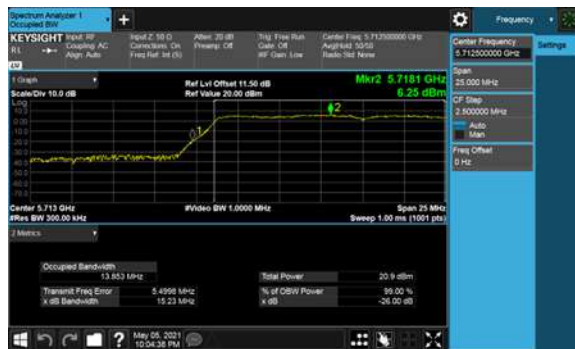 Spectrum Analyzer 1
Occupied BW
Frequency
KEYSIGHT
RL
Input: RF
Coupling: AC
Align: Auto
Input Z: 50 Ω
Corrections: On
Freq Ref: Int (S)
Atten: 20 dB
Preamp: Off
Trig: Free Run
Gate: Off
#IF Gain: Low
Center Freq: 5.712500000 GHz
Avg|Hold: 50/50
Radio Std: None
Center Frequency
5.712500000 GHz
Settings
Span
25.000 MHz
CF Step
2.500000 MHz
Auto
Man
Freq Offset
0 Hz
1 Graph
Scale/Div 10.0 dB
Ref Lvl Offset 11.50 dB
Ref Value 20.00 dBm
Mkr2 5.7181 GHz
6.25 dBm
Log
10.0
0.00
1
2
Center 5.713 GHz
#Res BW 300.00 kHz
#Video BW 1.0000 MHz
Span 25 MHz
Sweep 1.00 ms (1001 pts)
2 Metrics
Occupied Bandwidth
13.853 MHz
Total Power
20.9 dBm
Transmit Freq Error
5.4998 MHz
% of OBW Power
99.00 %
x dB Bandwidth
15.23 MHz
x dB
-26.00 dB
May 05, 2021
10:04:38 PM